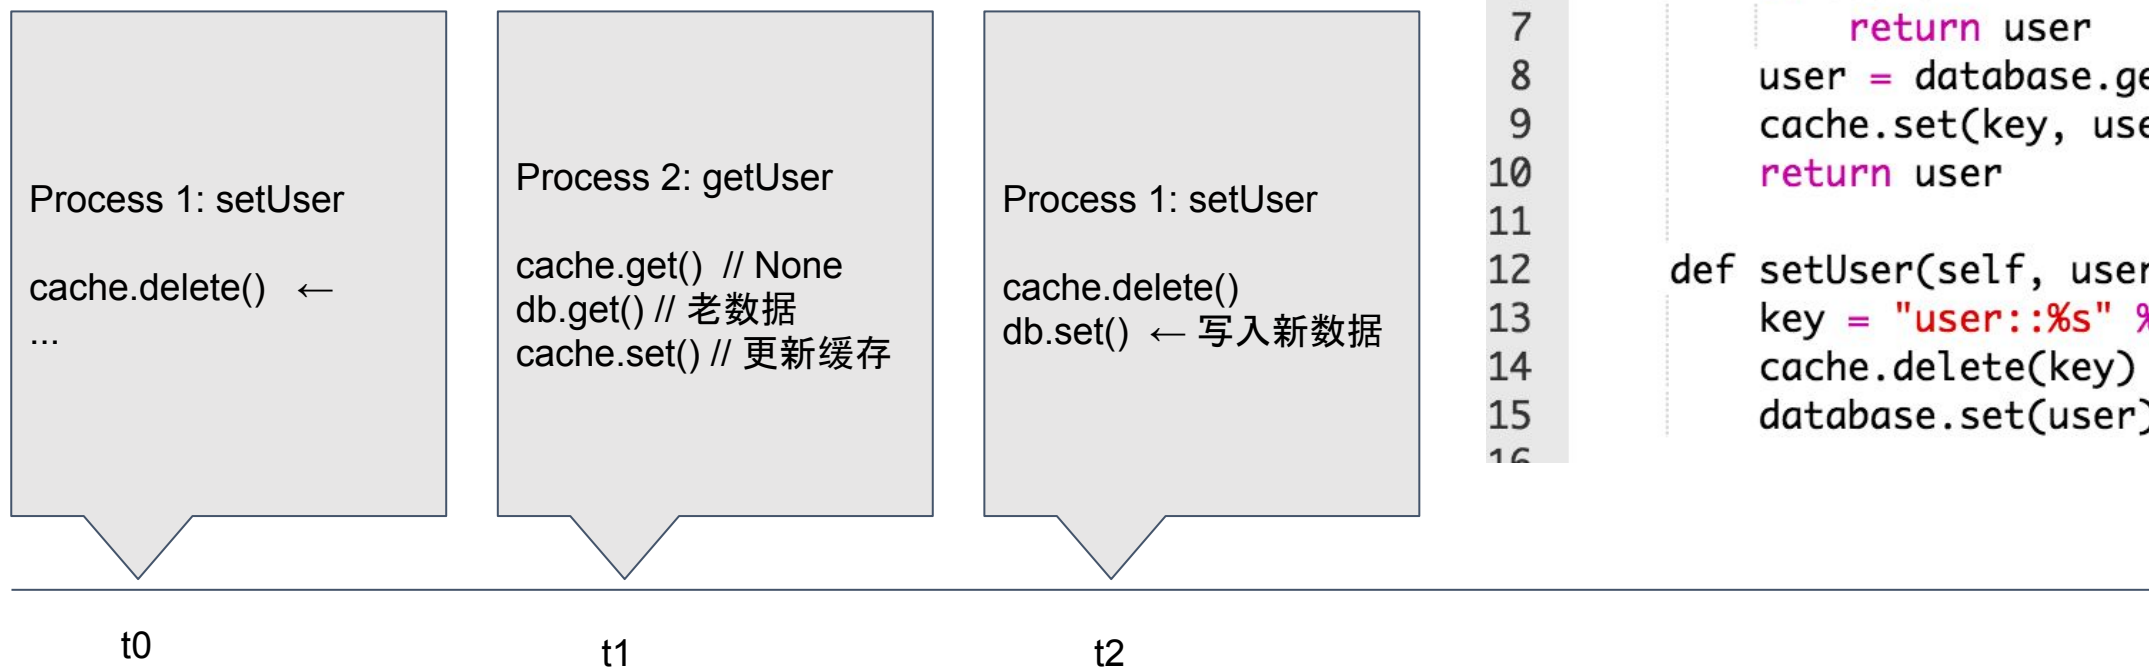 Process 1: setUser
cache.delete() ←
...
Process 2: getUser
cache.get() // None
db.get() // 老数据
cache.set() // 更新缓存
Process 1: setUser
cache.delete()
db.set() ← 写入新数据
7 return user
8 user = database.ge
9 cache.set(key, use
10 return user
11
12 def setUser(self, user
13 key = "user::%s" %
14 cache.delete(key)
15 database.set(user)
16
t0
t1
t2